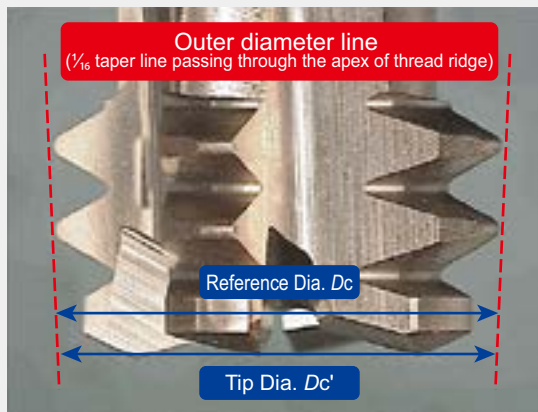 Outer diameter line
(1⁄16 taper line passing through the apex of thread ridge)
Reference Dia. Dc
Tip Dia. Dc'